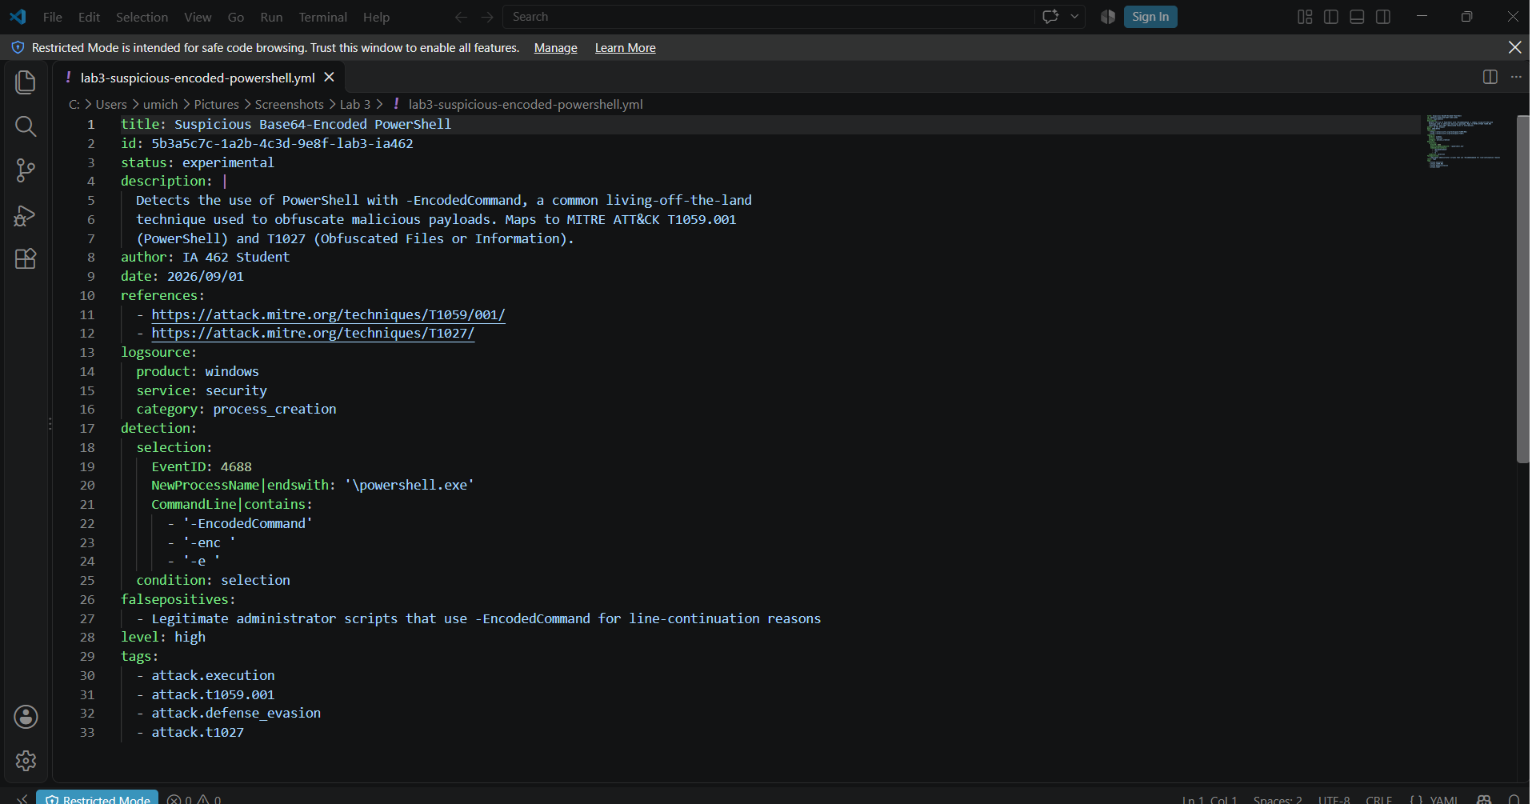 File Edit Selection View Go Run Terminal Help Search Sign In
Restricted Mode is intended for safe code browsing. Trust this window to enable all features. Manage Learn More
! lab3-suspicious-encoded-powershell.yml
C: > Users > umich > Pictures > Screenshots > Lab 3 > ! lab3-suspicious-encoded-powershell.yml
1 title: Suspicious Base64-Encoded PowerShell
2 id: 5b3a5c7c-1a2b-4c3d-9e8f-lab3-ia462
3 status: experimental
4 description: |
5 Detects the use of PowerShell with -EncodedCommand, a common living-off-the-land
6 technique used to obfuscate malicious payloads. Maps to MITRE ATT&CK T1059.001
7 (PowerShell) and T1027 (Obfuscated Files or Information).
8 author: IA 462 Student
9 date: 2026/09/01
10 references:
11 - https://attack.mitre.org/techniques/T1059/001/
12 - https://attack.mitre.org/techniques/T1027/
13 logsource:
14 product: windows
15 service: security
16 category: process_creation
17 detection:
18 selection:
19 EventID: 4688
20 NewProcessName|endswith: '\powershell.exe'
21 CommandLine|contains:
22 - '-EncodedCommand'
23 - '-enc '
24 - '-e '
25 condition: selection
26 falsepositives:
27 - Legitimate administrator scripts that use -EncodedCommand for line-continuation reasons
28 level: high
29 tags:
30 - attack.execution
31 - attack.t1059.001
32 - attack.defense_evasion
33 - attack.t1027
Restricted Mode 0 0 Ln 1, Col 1 Spaces: 2 UTF-8 CRLF { } YAML